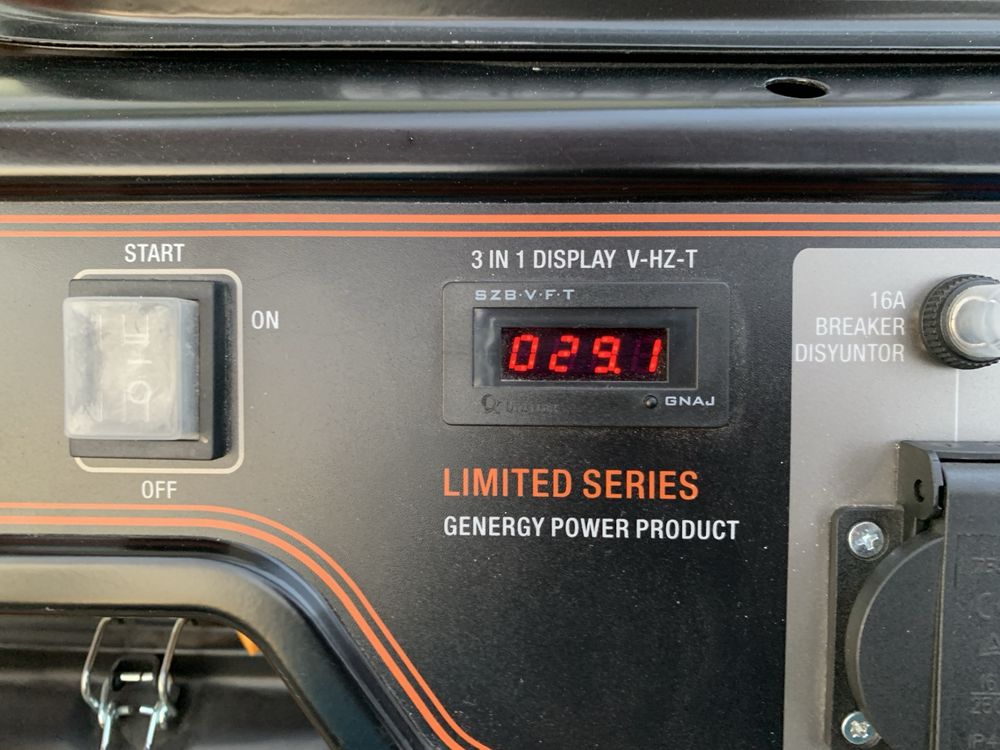 START
ON
OFF
3 IN 1 DISPLAY V-HZ-T
SZB·V·F·T
029.1
GNAJ
LIMITED SERIES
GENERGY POWER PRODUCT
16A
BREAKER
DISYUNTOR